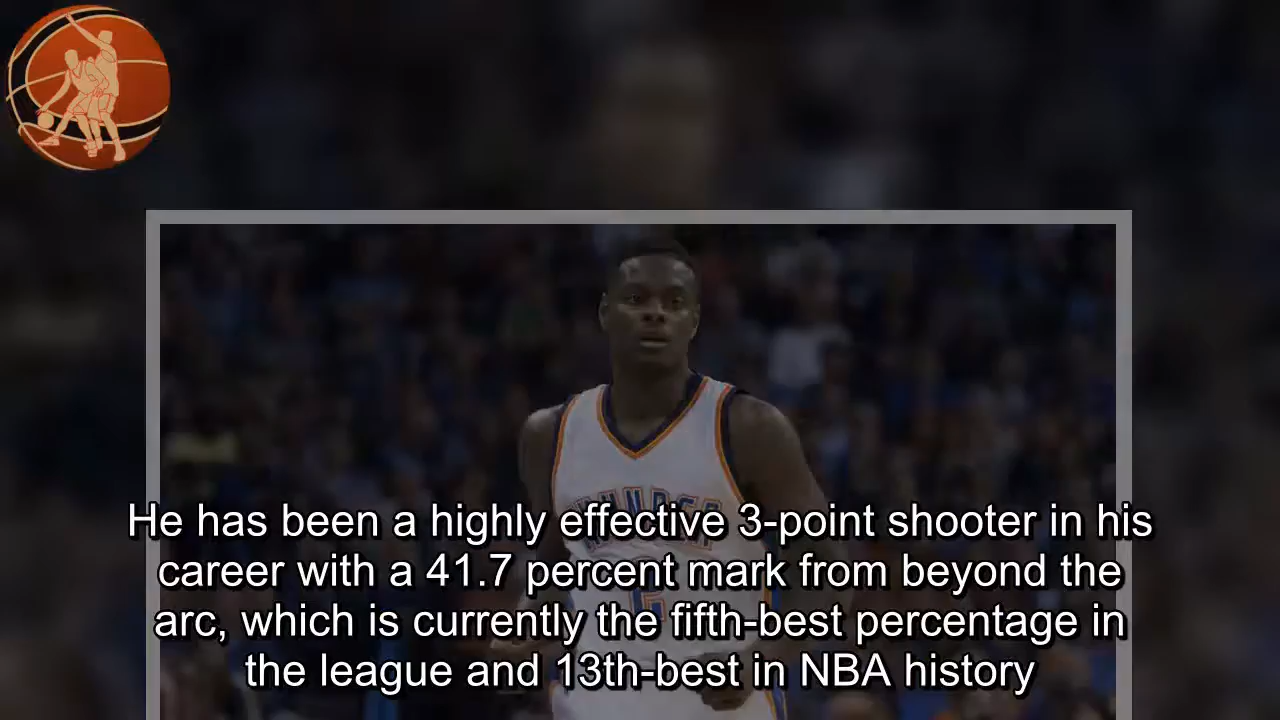 THUNDER
He has been a highly effective 3-point shooter in his
career with a 41.7 percent mark from beyond the
arc, which is currently the fifth-best percentage in
the league and 13th-best in NBA history